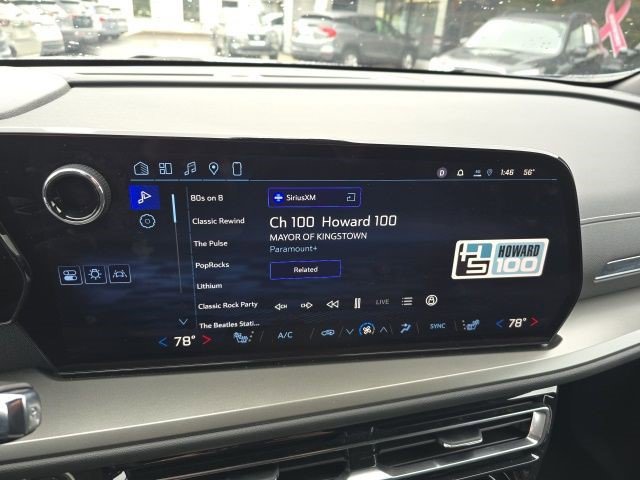 D 1:46 56°
80s on 8
SiriusXM
Classic Rewind
Ch 100 Howard 100
The Pulse
MAYOR OF KINGSTOWN
Paramount+
PopRocks
Related
HOWARD
100
Lithium
Classic Rock Party
LIVE
The Beatles Stati...
78° A/C SYNC 78°